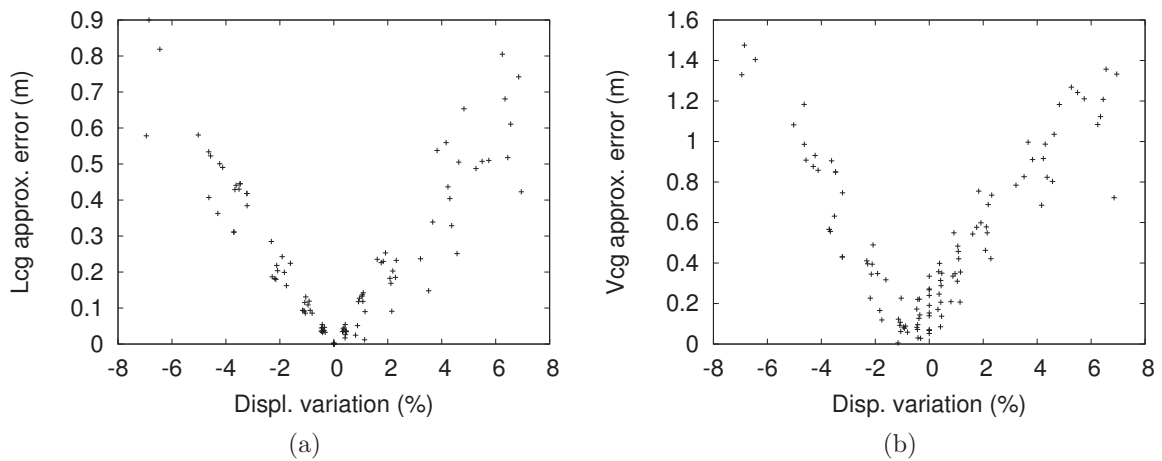 0.9
0.8
0.7
0.6
0.5
0.4
0.3
0.2
0.1
0
-8 -6 -4 -2 0 2 4 6 8
Lcg approx. error (m)
Displ. variation (%)
(a)
1.6
1.4
1.2
1
0.8
0.6
0.4
0.2
0
-8 -6 -4 -2 0 2 4 6 8
Vcg approx. error (m)
Disp. variation (%)
(b)